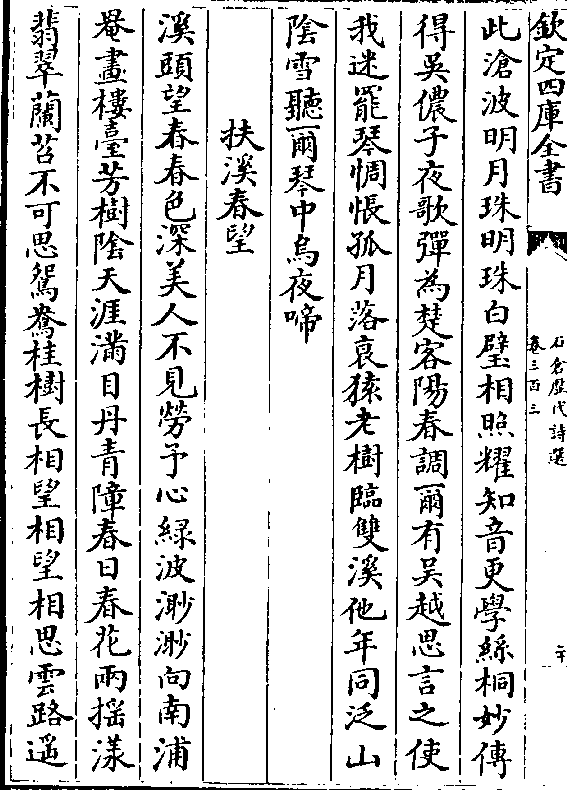 欽定四庫全書
石倉歷代詩選
卷三百三
二十
此滄波明月珠明珠白璧相照耀知音更學絲桐妙傳
得吳儂子夜歌彈為楚客陽春調爾有吳越思言之使
我迷罷琴惆悵孤月落哀猿老樹臨雙溪他年同泛山
陰雪聽爾琴中烏夜啼
扶溪春望
溪頭望春春色深美人不見勞予心綠波渺渺向南浦
罨畫樓臺芳樹陰天涯滿目丹青障春日春花兩搖漾
翡翠蘭苕不可思鴛鴦桂樹長相望相望相思雲路遥